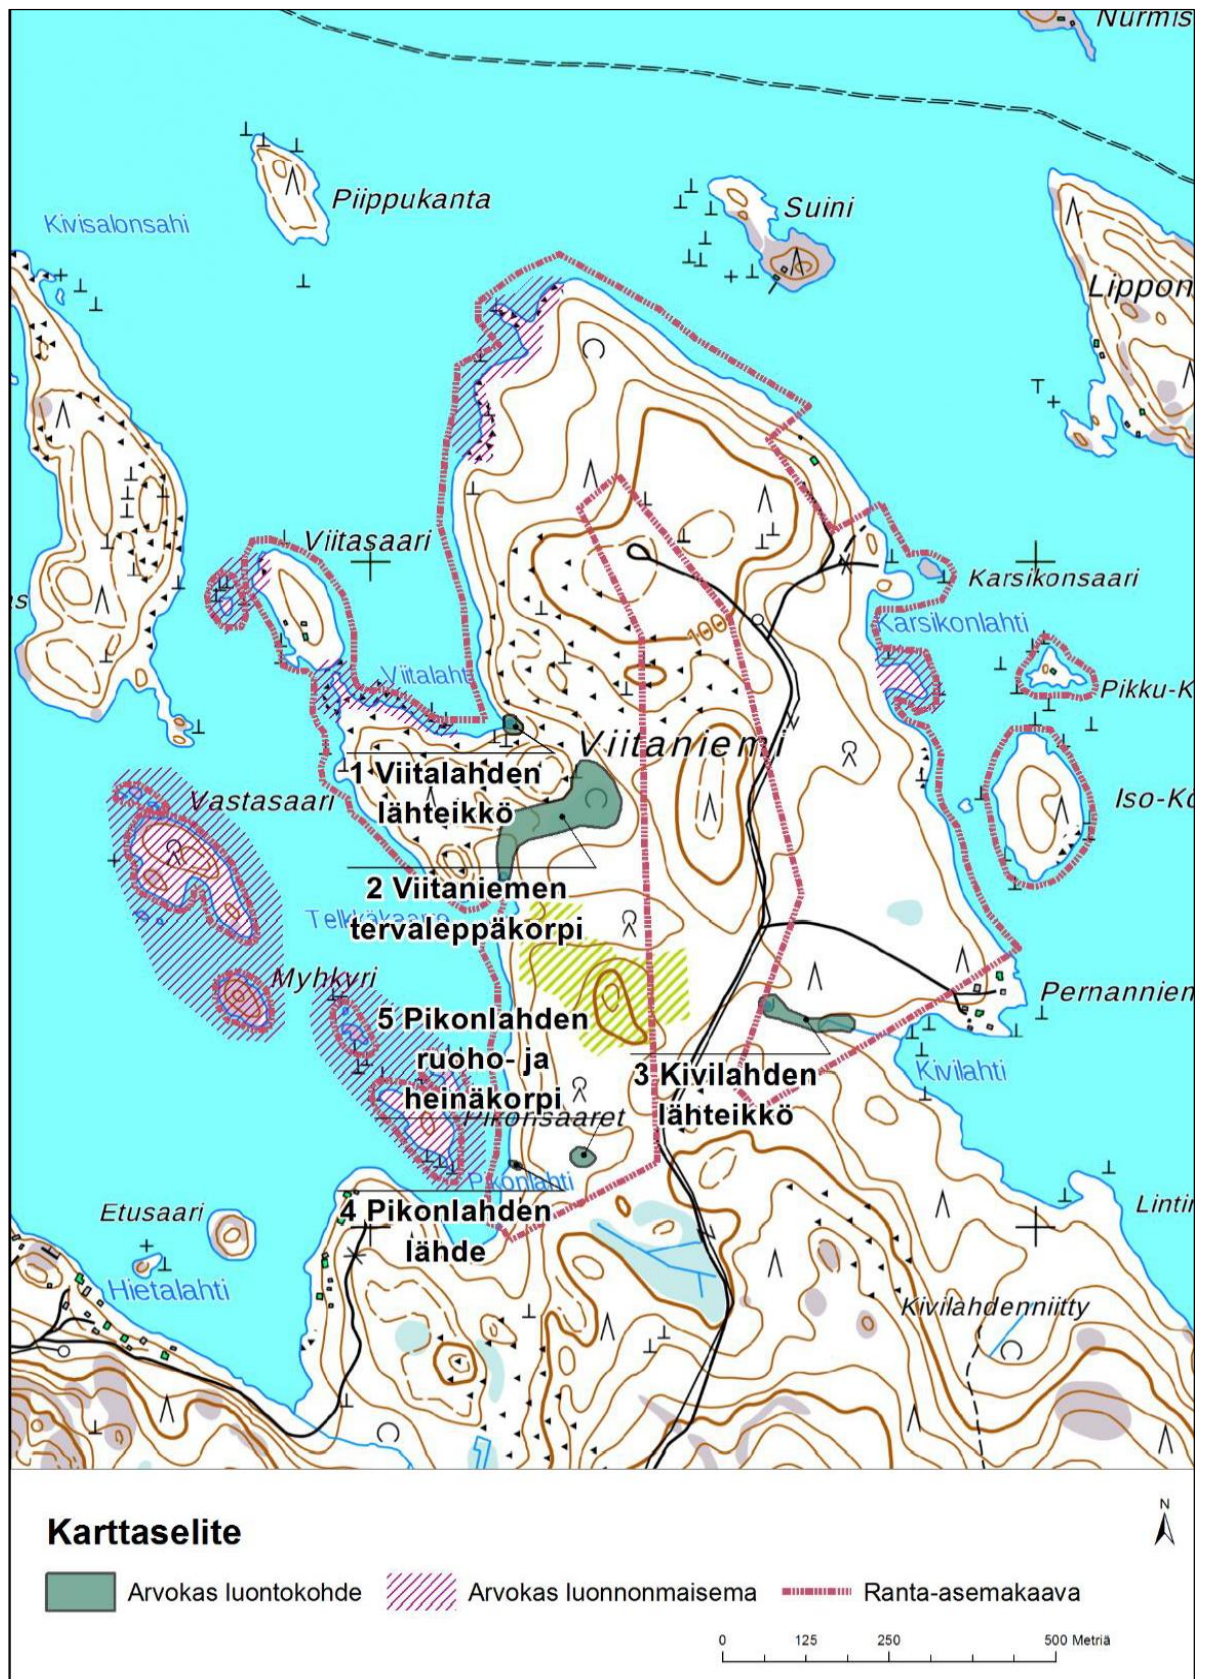 Nurmis
Piippukanta
Suini
Kivisalonsahi
Lippon
Viitasaari
Karsikonsaari
Karsikonlahti
100
Viitalaht
Pikku-K
Viitaniemi
1 Viitalahden
lähteikkö
Vastasaari
Iso-Ko
2 Viitaniemen
tervaleppäkorpi
Myhkyri
Pernannien
5 Pikonlahden
ruoho- ja
heinäkorpi
3 Kivilahden
lähteikkö
Kivilahti
Pikonsaaret
Pikonlahti
4 Pikonlahden
lähde
Etusaari
Lintir
Hietalahti
Kivilahdenniitty
Karttaselite
N
Arvokas luontokohde
Arvokas luonnonmaisema
Ranta-asemakaava
0 125 250 500 Metriä